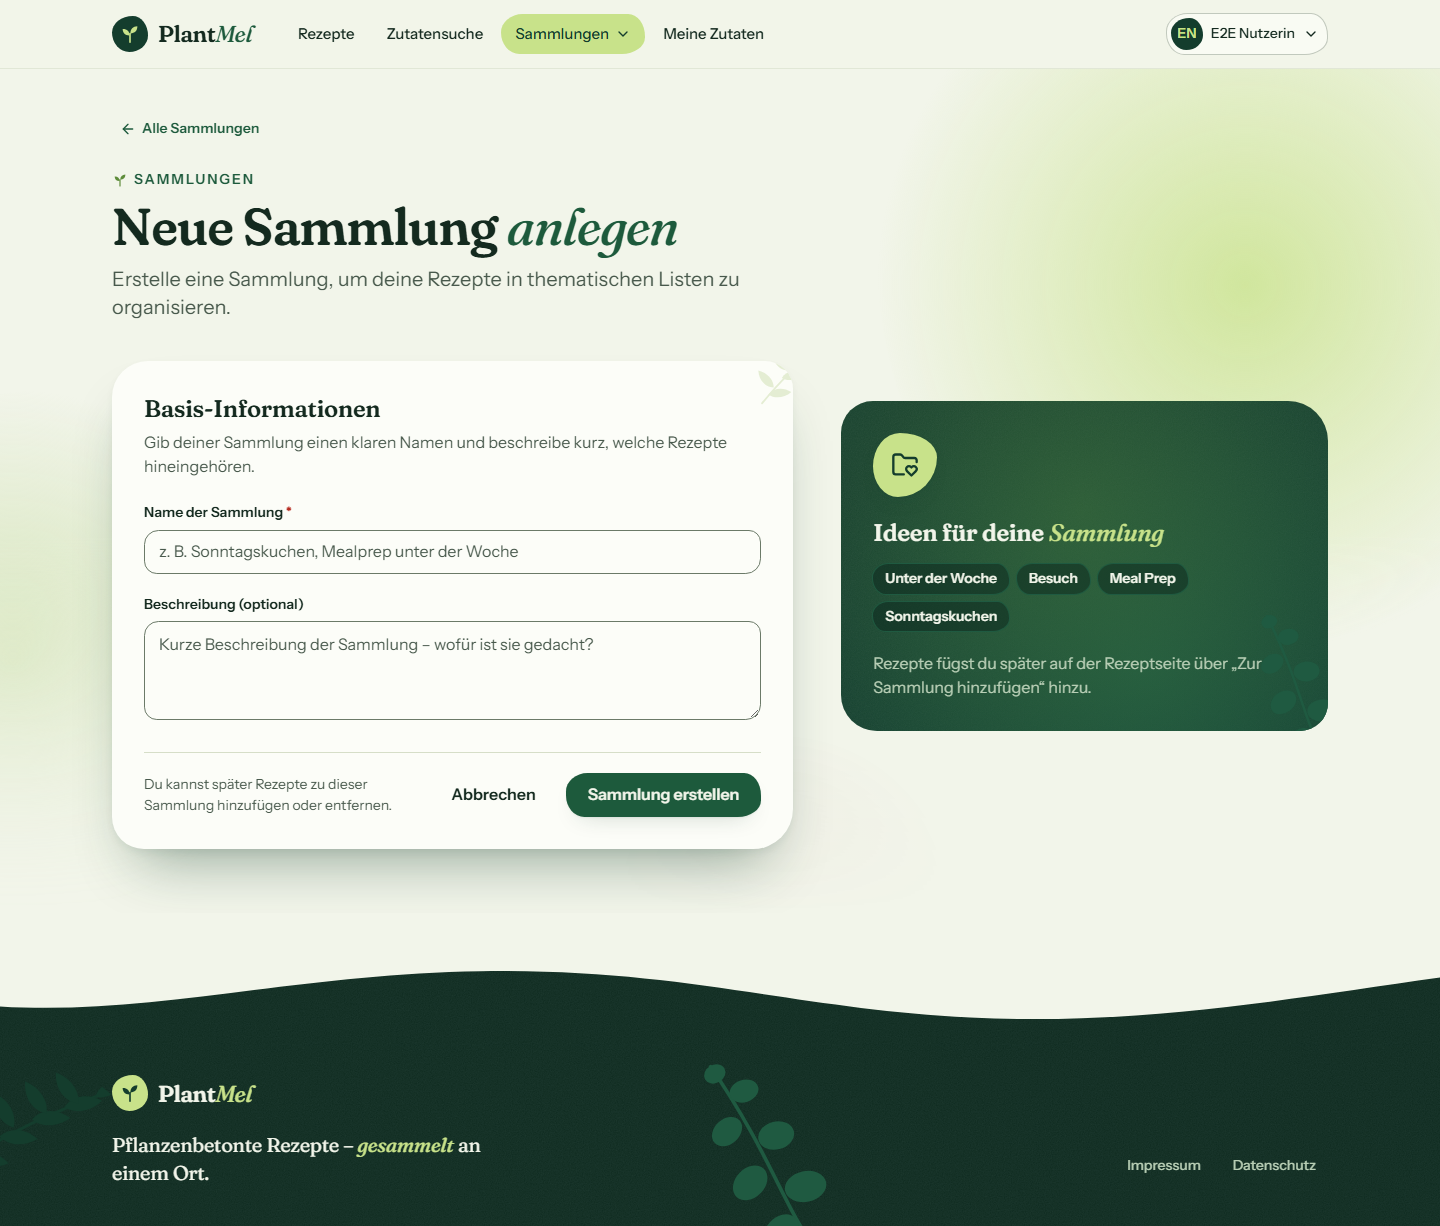 PlantMel
Rezepte
Zutatensuche
Sammlungen
Meine Zutaten
EN
E2E Nutzerin
Alle Sammlungen
SAMMLUNGEN
Neue Sammlung anlegen
Erstelle eine Sammlung, um deine Rezepte in thematischen Listen zu
organisieren.
Basis-Informationen
Gib deiner Sammlung einen klaren Namen und beschreibe kurz, welche Rezepte
hineingehören.
Name der Sammlung *
z. B. Sonntagskuchen, Mealprep unter der Woche
Beschreibung (optional)
Kurze Beschreibung der Sammlung – wofür ist sie gedacht?
Du kannst später Rezepte zu dieser
Sammlung hinzufügen oder entfernen.
Abbrechen
Sammlung erstellen
Ideen für deine Sammlung
Unter der Woche
Besuch
Meal Prep
Sonntagskuchen
Rezepte fügst du später auf der Rezeptseite über „Zur
Sammlung hinzufügen“ hinzu.
PlantMel
Pflanzenbetonte Rezepte – gesammelt an
einem Ort.
Impressum
Datenschutz